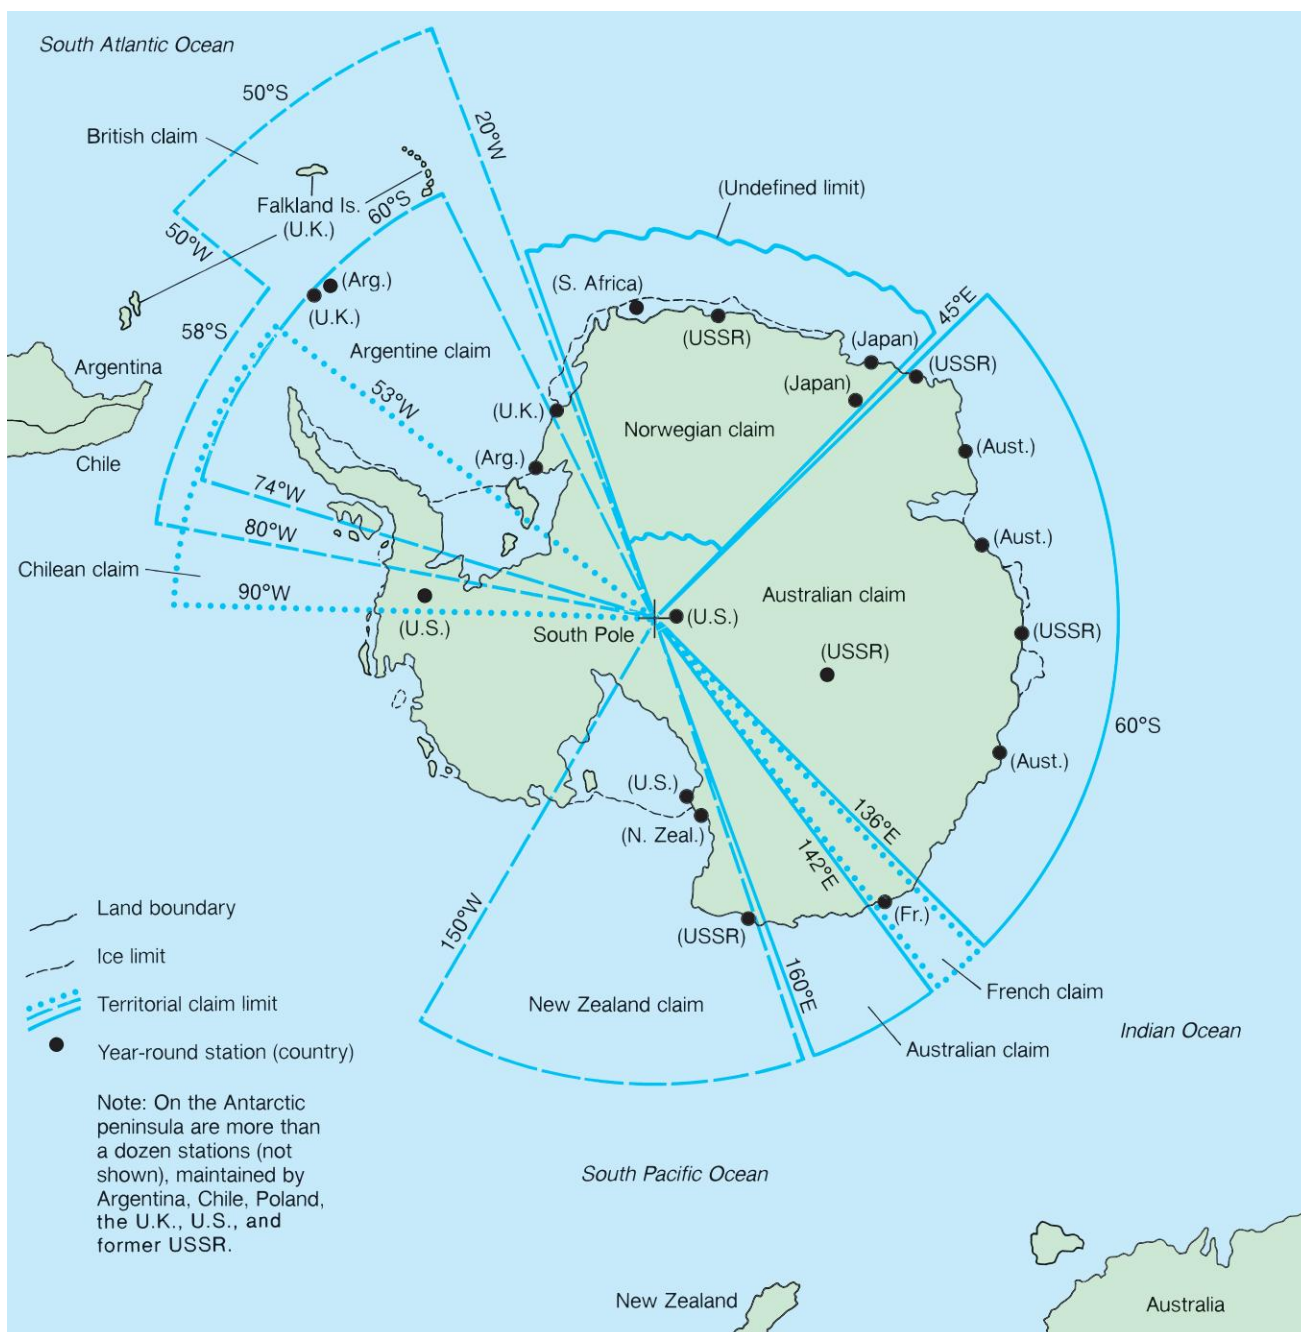 South Atlantic Ocean
50°S
British claim
20°W
(Undefined limit)
Falkland Is.
(U.K.)
60°S
50°W
(Arg.)
(U.K.)
(S. Africa)
(USSR)
45°E
58°S
Argentine claim
(Japan)
(USSR)
Argentina
53°W
(Japan)
(U.K.)
Norwegian claim
(Aust.)
Chile
(Arg.)
74°W
80°W
(Aust.)
Chilean claim
90°W
(U.S.)
South Pole
(U.S.)
Australian claim
(USSR)
(USSR)
60°S
(Aust.)
(U.S.)
(N. Zeal.)
136°E
142°E
150°W
(USSR)
(Fr.)
160°E
New Zealand claim
French claim
Australian claim
Indian Ocean
Land boundary
Ice limit
Territorial claim limit
Year-round station (country)
Note: On the Antarctic
peninsula are more than
a dozen stations (not
shown), maintained by
Argentina, Chile, Poland,
the U.K., U.S., and
former USSR.
South Pacific Ocean
New Zealand
Australia